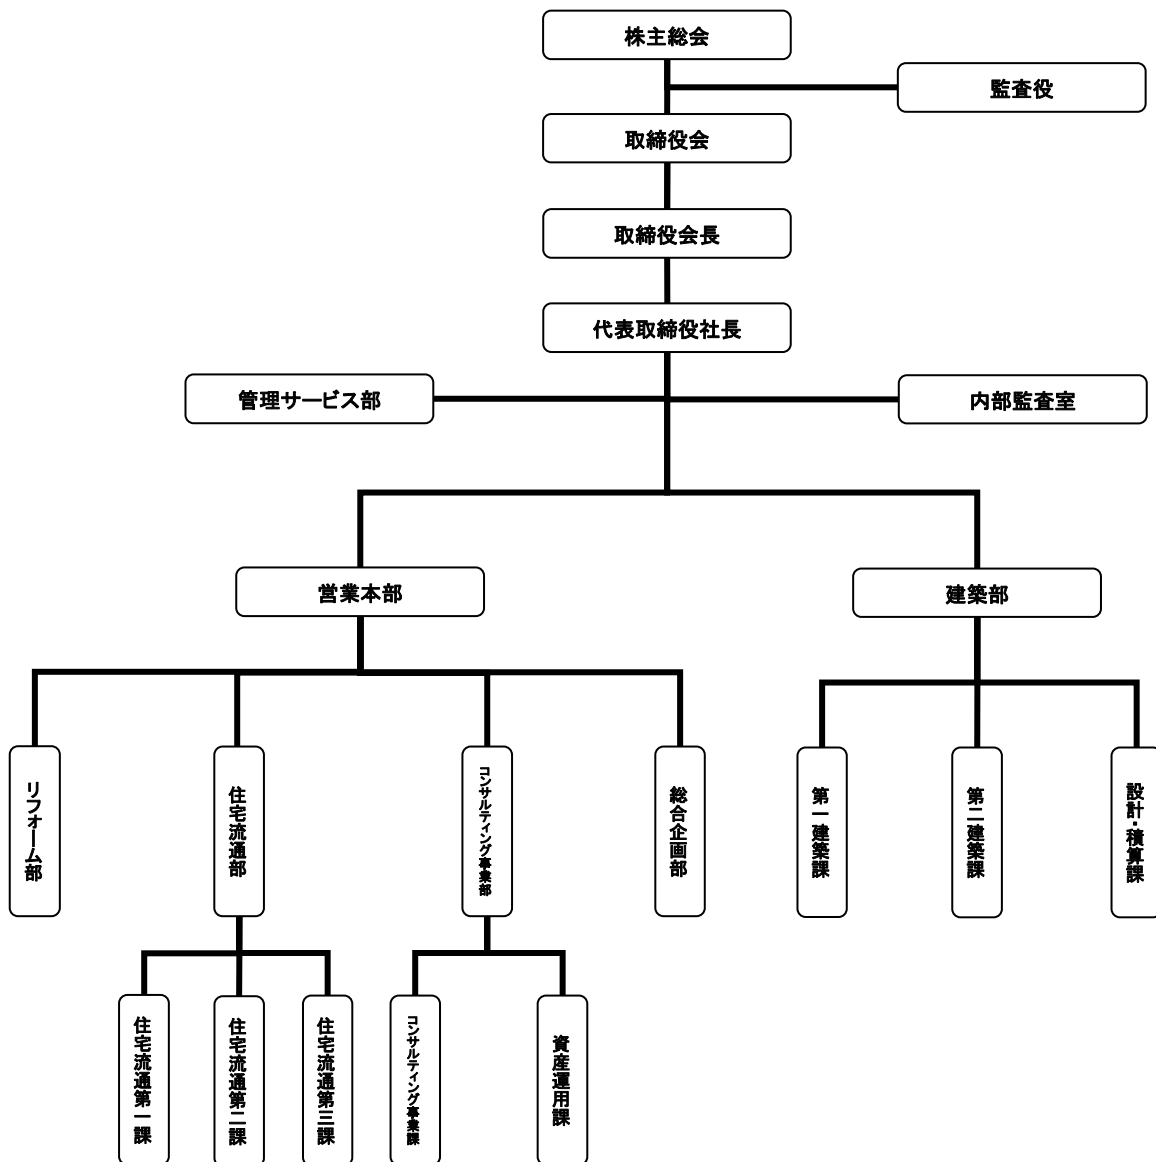 株主総会
監査役
取締役会
取締役会長
代表取締役社長
管理サービス部
内部監査室
営業本部
建築部
リフォーム部
住宅流通部
コンサルティング事業部
総合企画部
第一建築課
第二建築課
設計・積算課
住宅流通第一課
住宅流通第二課
住宅流通第三課
コンサルティング事業課
資産運用課